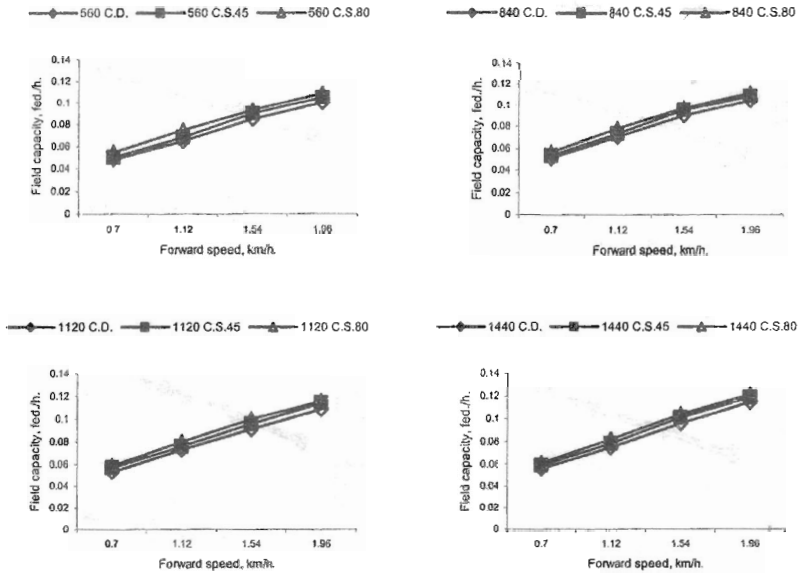 560 C.D. 560 C.S.45 560 C.S.80
0.14
0.12
0.1
0.08
0.06
0.04
0.02
0
Field capacity, fed./h.
0.7 1.12 1.54 1.96
Forward speed, km/h.
840 C.D. 840 C.S.45 840 C.S.80
0.14
0.12
0.1
0.08
0.06
0.04
0.02
0
Field capacity, fed./h.
0.7 1.12 1.54 1.96
Forward speed, km/h.
1120 C.D. 1120 C.S.45 1120 C.S.80
0.14
0.12
0.1
0.08
0.06
0.04
0.02
0
Field capacity, fed./h.
0.7 1.12 1.54 1.96
Forward speed, km/h.
1440 C.D. 1440 C.S.45 1440 C.S.80
0.14
0.12
0.1
0.08
0.06
0.04
0.02
0
Field capacity, fed./h.
0.7 1.12 1.54 1.96
Forward speed, km/h.